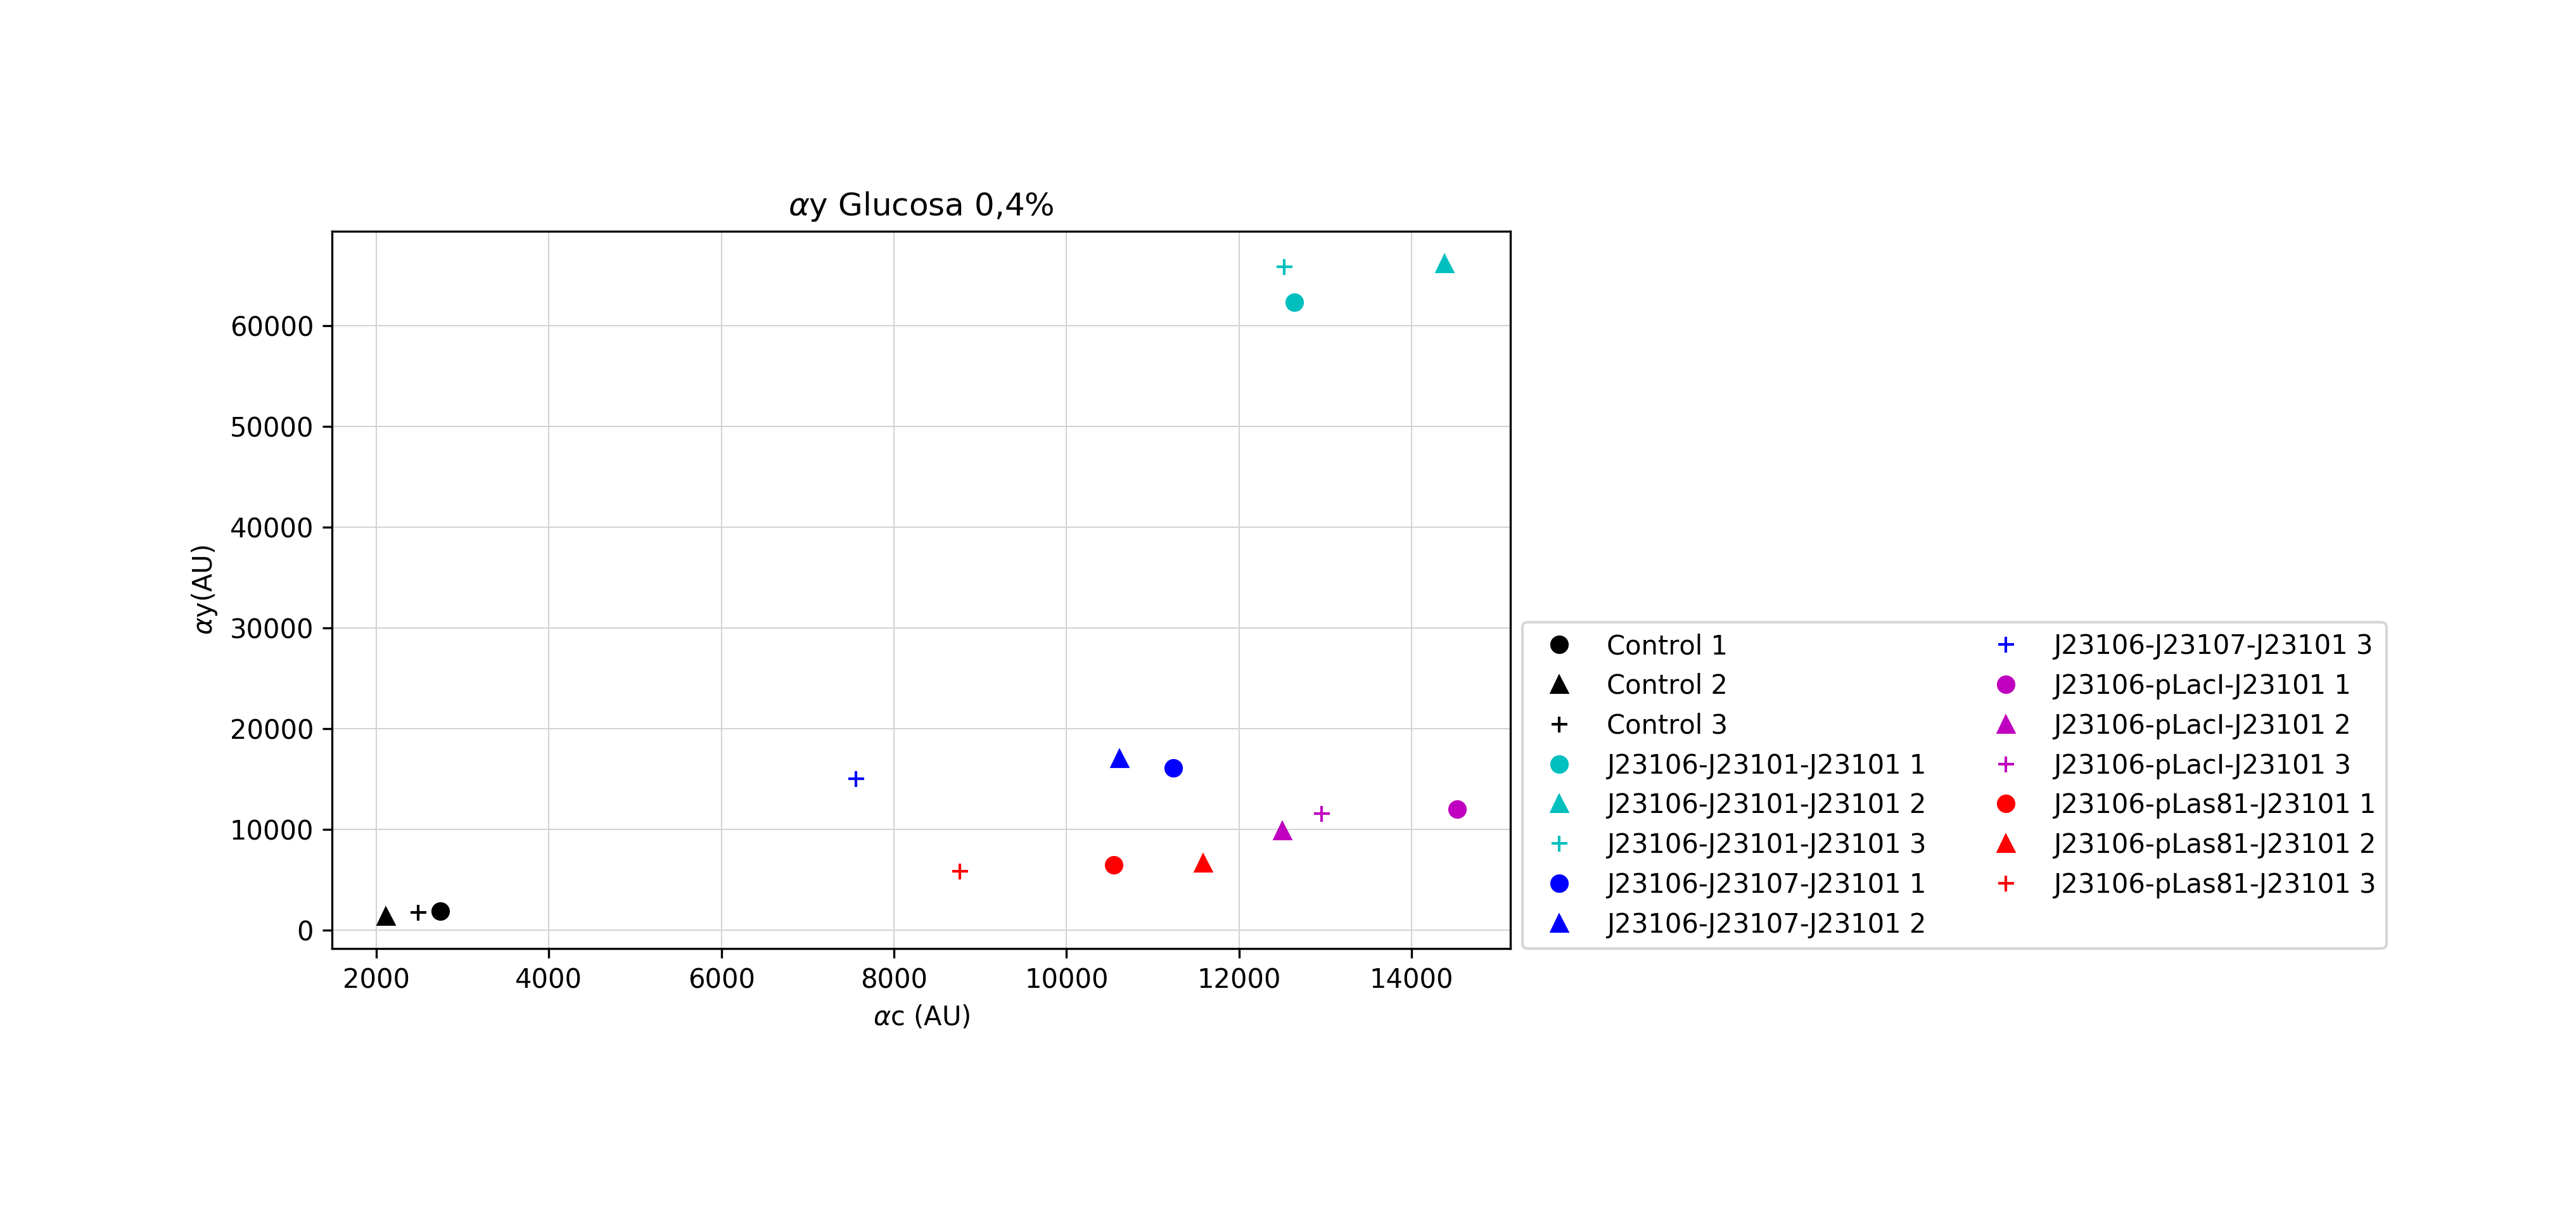 αy Glucosa 0,4%
αy(AU)
60000
50000
40000
30000
20000
10000
0
2000 4000 6000 8000 10000 12000 14000
αc (AU)
Control 1
Control 2
Control 3
J23106-J23101-J23101 1
J23106-J23101-J23101 2
J23106-J23101-J23101 3
J23106-J23107-J23101 1
J23106-J23107-J23101 2
J23106-J23107-J23101 3
J23106-pLacI-J23101 1
J23106-pLacI-J23101 2
J23106-pLacI-J23101 3
J23106-pLas81-J23101 1
J23106-pLas81-J23101 2
J23106-pLas81-J23101 3